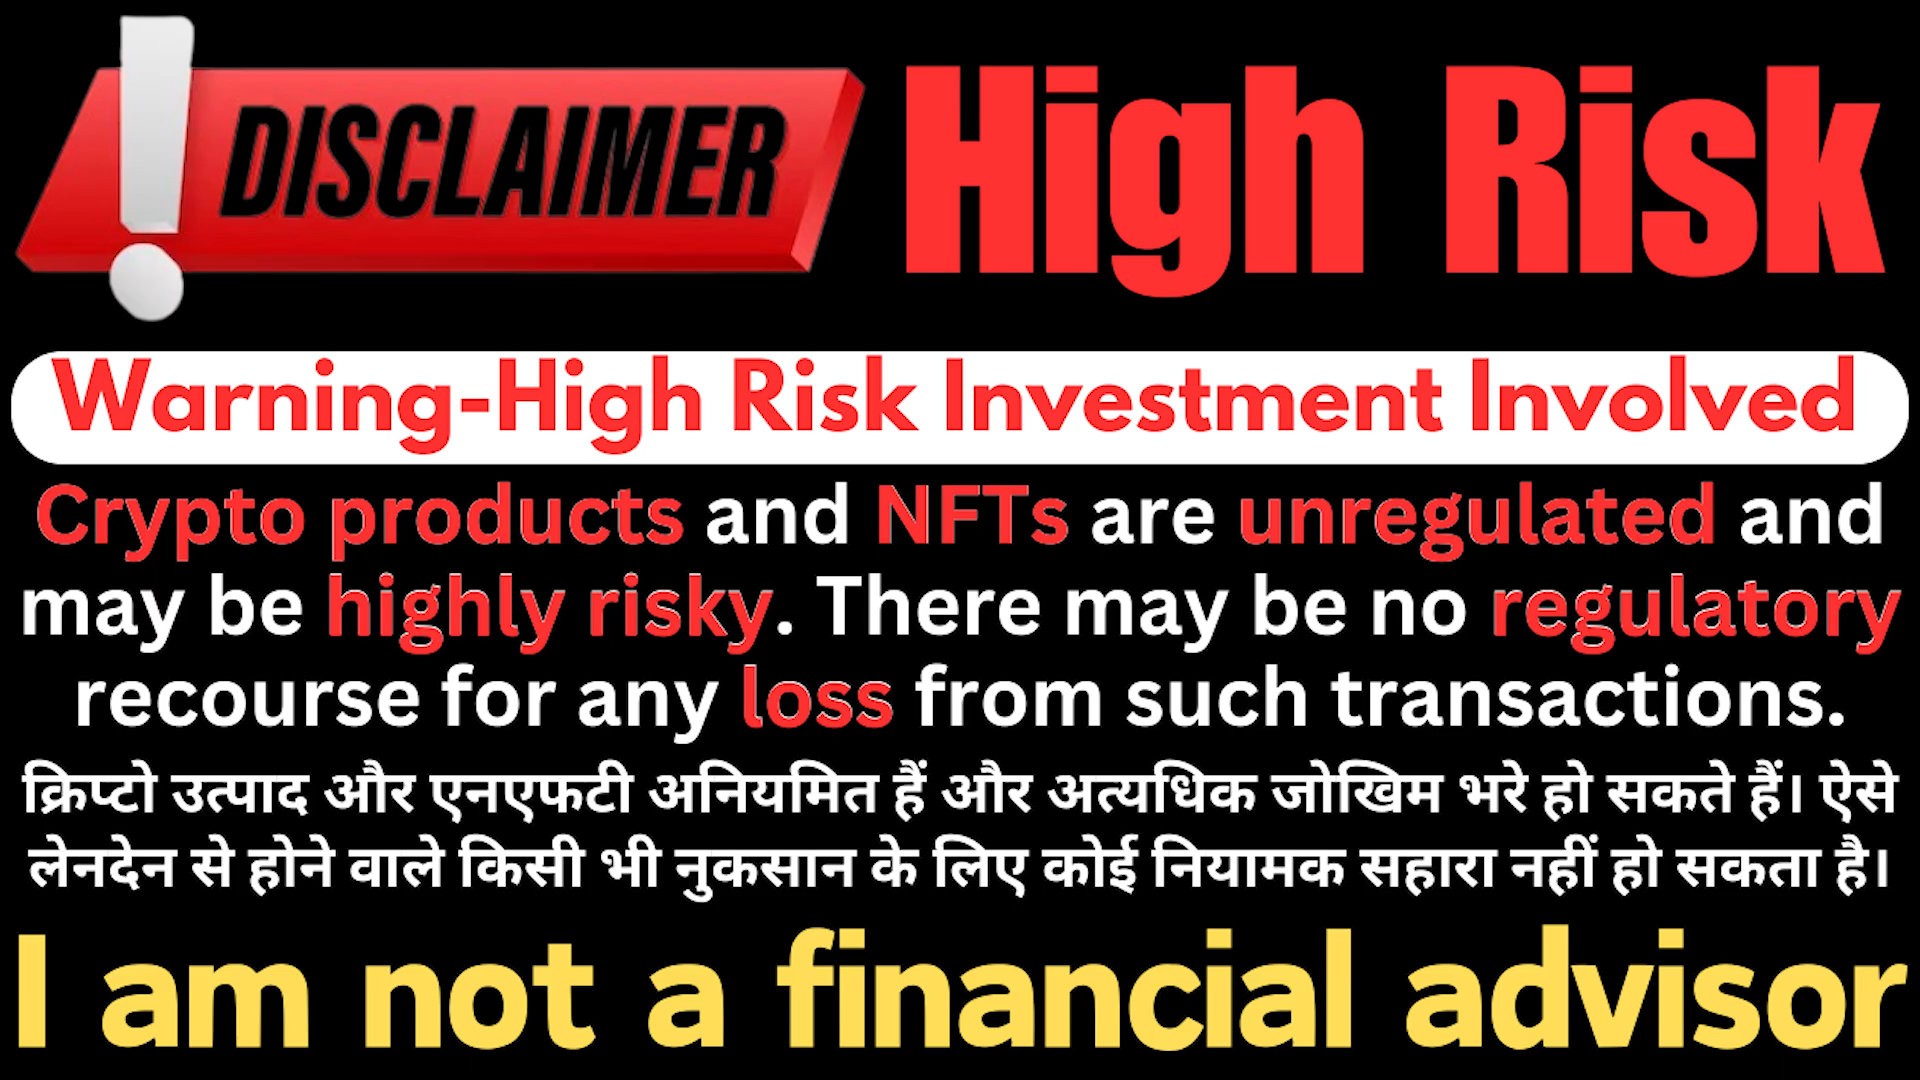 DISCLAIMER
High Risk
Warning-High Risk Investment Involved
Crypto products and NFTs are unregulated and
may be highly risky. There may be no regulatory
recourse for any loss from such transactions.
क्रिप्टो उत्पाद और एनएफटी अनियमित हैं और अत्यधिक जोखिम भरे हो सकते हैं। ऐसे
लेनदेन से होने वाले किसी भी नुकसान के लिए कोई नियामक सहारा नहीं हो सकता है।
I am not a financial advisor